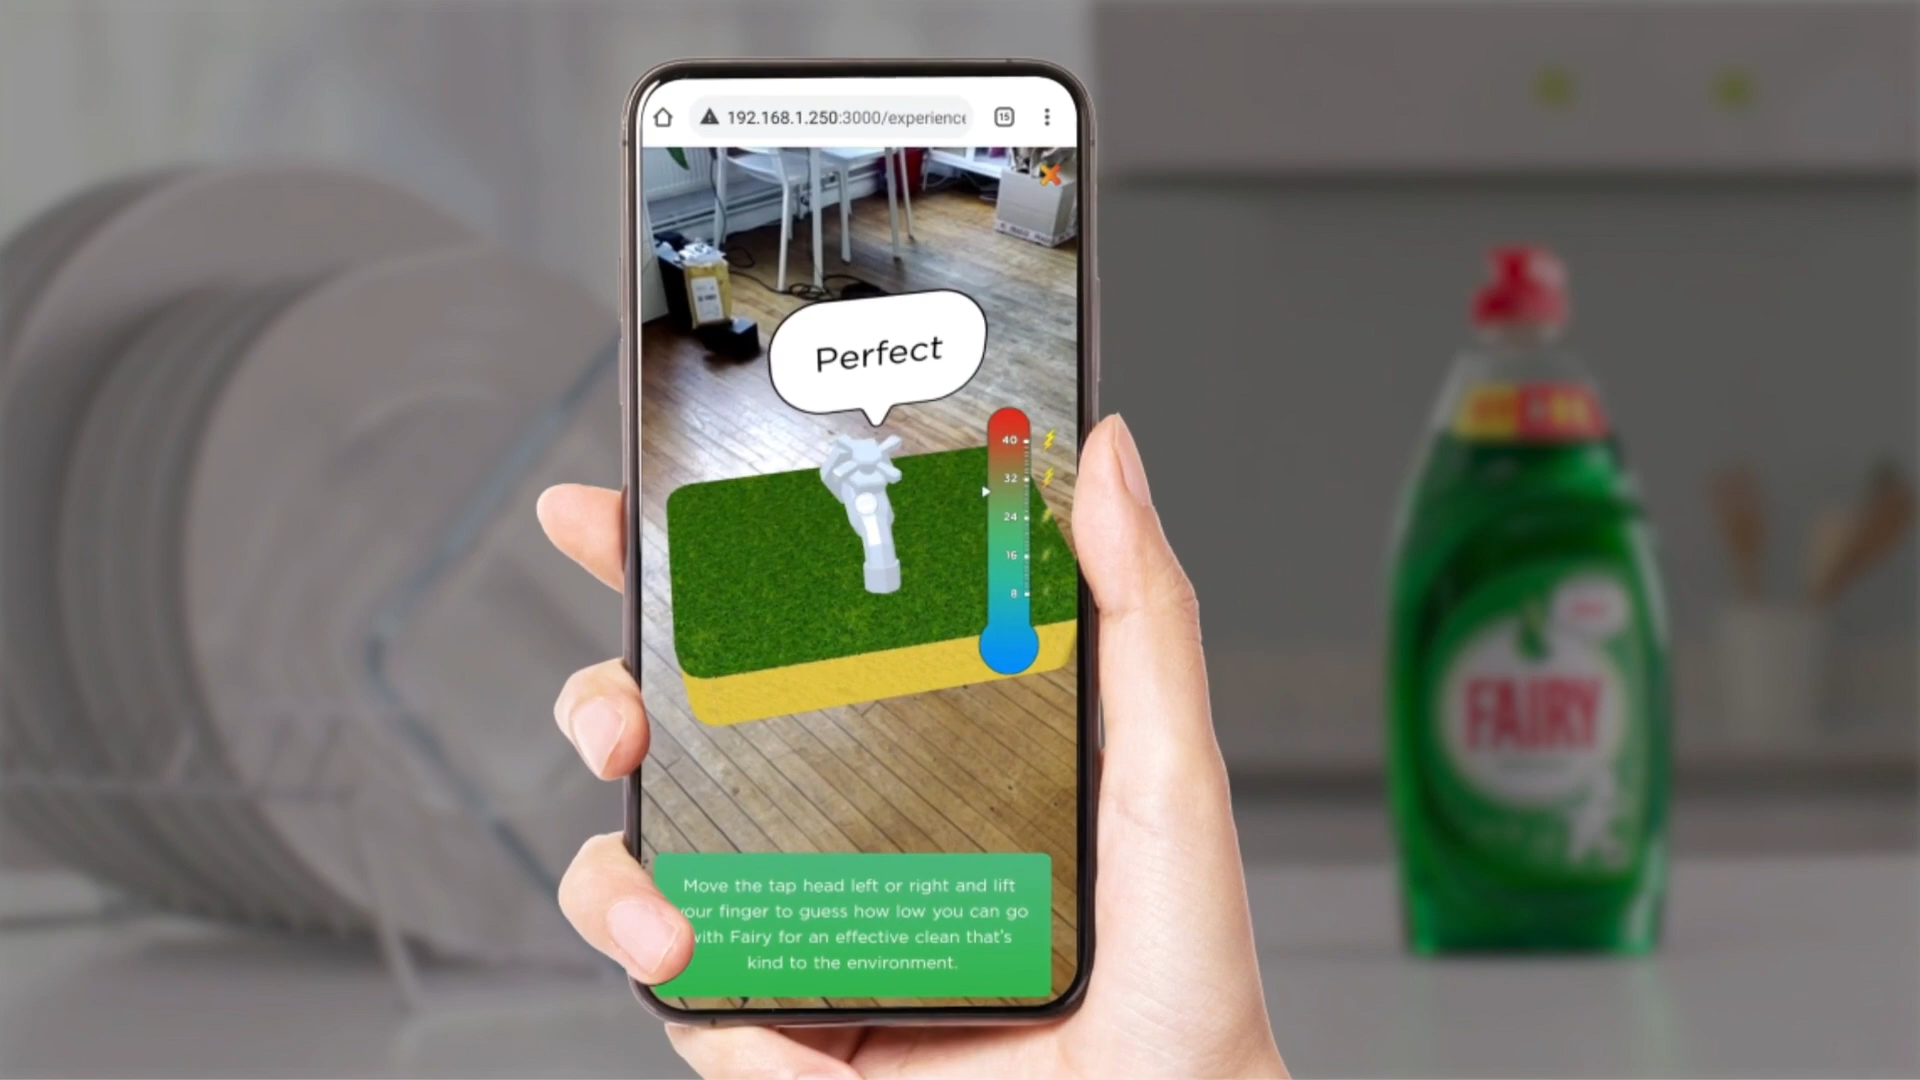 192.168.1.250:3000/experience
15
Perfect
40
32
24
16
8
Move the tap head left or right and lift
your finger to guess how low you can go
with Fairy for an effective clean that's
kind to the environment.
FAIRY